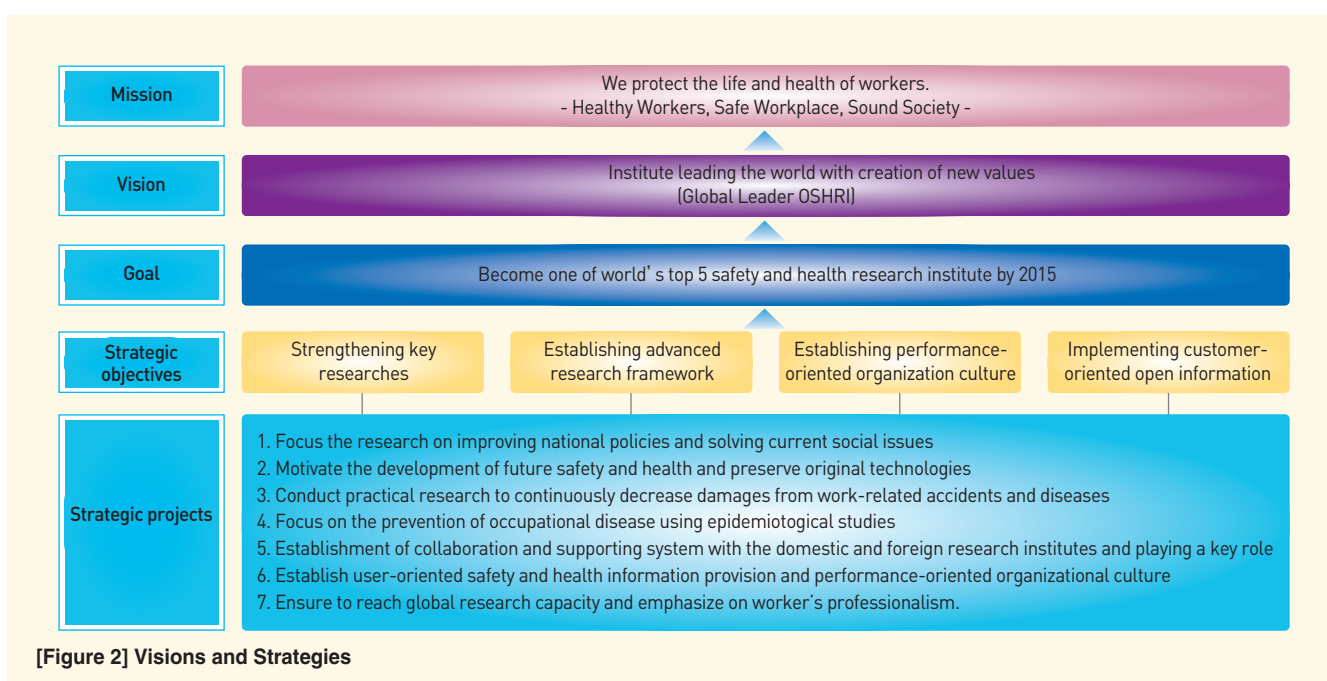 Mission
We protect the life and health of workers.
- Healthy Workers, Safe Workplace, Sound Society -
Vision
Institute leading the world with creation of new values
(Global Leader OSHRI)
Goal
Become one of world's top 5 safety and health research institute by 2015
Strategic
objectives
Strengthening key
researches
Establishing advanced
research framework
Establishing performance-
oriented organization culture
Implementing customer-
oriented open information
Strategic projects
1. Focus the research on improving national policies and solving current social issues
2. Motivate the development of future safety and health and preserve original technologies
3. Conduct practical research to continuously decrease damages from work-related accidents and diseases
4. Focus on the prevention of occupational disease using epidemiotogical studies
5. Establishment of collaboration and supporting system with the domestic and foreign research institutes and playing a key role
6. Establish user-oriented safety and health information provision and performance-oriented organizational culture
7. Ensure to reach global research capacity and emphasize on worker's professionalism.
[Figure 2] Visions and Strategies